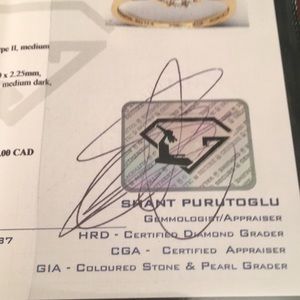 pe II, medium
x 2.25mm,
medium dark,
.00 CAD
SHANT PURUTOGLU
GEMMOLOGIST/APPRAISER
HRD - CERTIFIED DIAMOND GRADER
CGA - CERTIFIED APPRAISER
GIA - COLOURED STONE & PEARL GRADER
37